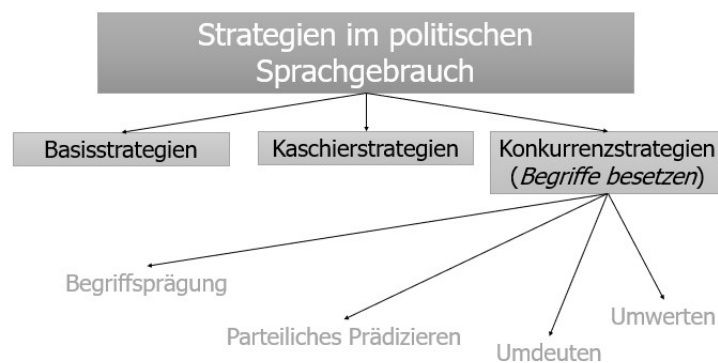 Strategien im politischen
Sprachgebrauch
Basisstrategien
Kaschierstrategien
Konkurrenzstrategien
(Begriffe besetzen)
Begriffsprägung
Parteiliches Prädizieren
Umdeuten
Umwerten